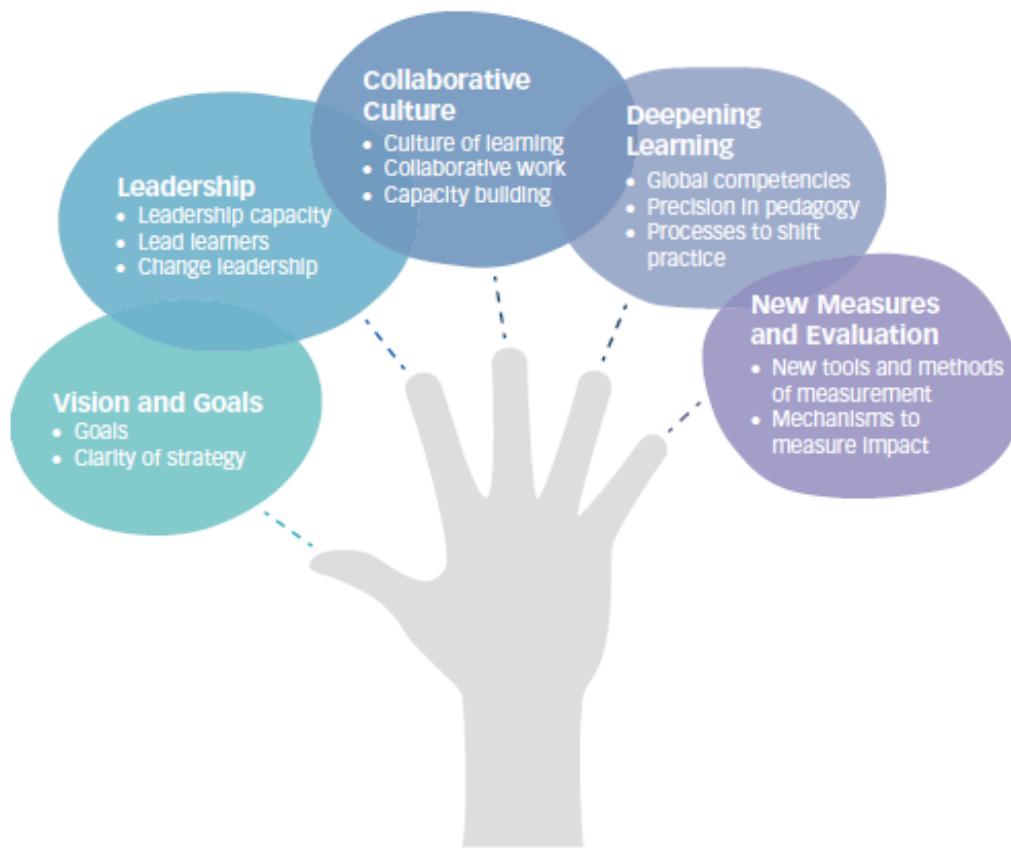 Collaborative
Culture
• Culture of learning
• Collaborative work
• Capacity building
Deepening
Learning
• Global competencies
• Precision in pedagogy
• Processes to shift
practice
Leadership
• Leadership capacity
• Lead learners
• Change leadership
New Measures
and Evaluation
• New tools and methods
of measurement
• Mechanisms to
measure impact
Vision and Goals
• Goals
• Clarity of strategy